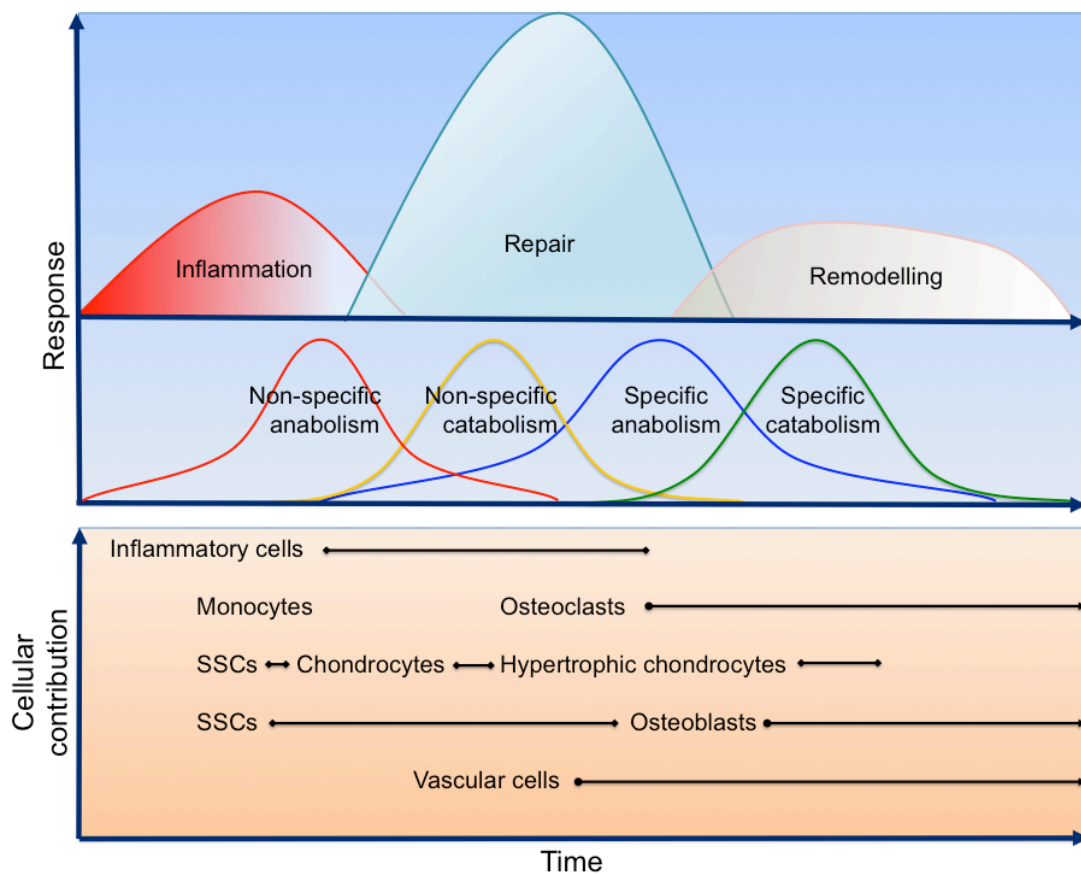 Response
Inflammation
Repair
Remodelling
Non-specific
anabolism
Non-specific
catabolism
Specific
anabolism
Specific
catabolism
Cellular
contribution
Inflammatory cells
Monocytes
Osteoclasts
SSCs
Chondrocytes
Hypertrophic chondrocytes
SSCs
Osteoblasts
Vascular cells
Time